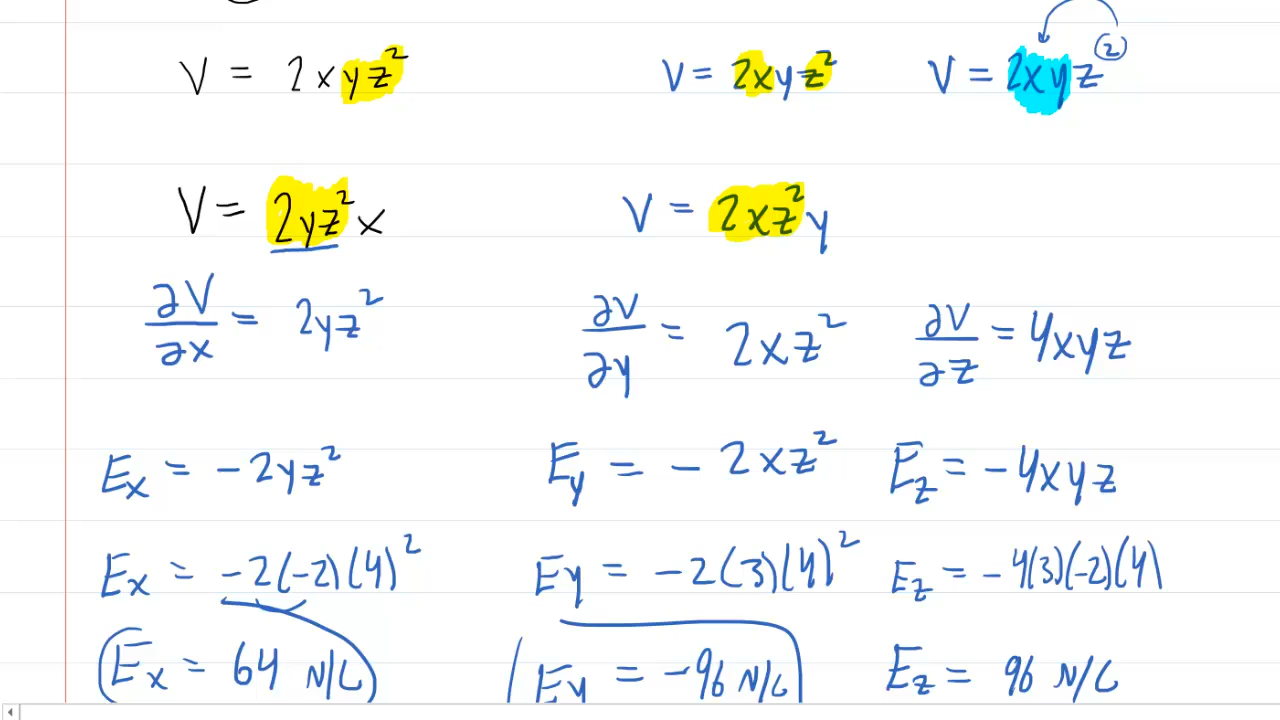 V = 2xyz²
V = 2yz²x
∂V/∂x = 2yz²
Ex = -2yz²
Ex = -2(-2)(4)²
Ex = 64 N/C
V = 2xyz²
V = 2xz²y
∂V/∂y = 2xz²
Ey = -2xz²
Ey = -2(3)(4)²
Ey = -96 N/C
V = 2xyz²
∂V/∂z = 4xyz
Ez = -4xyz
Ez = -4(3)(-2)(4)
Ez = 96 N/C